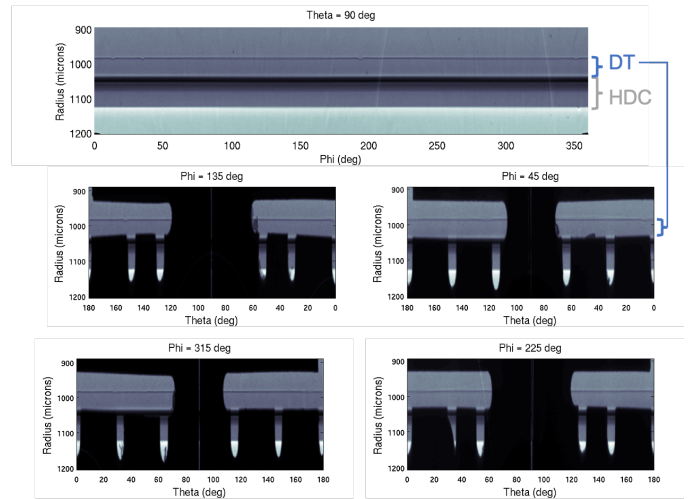 Theta = 90 deg
Radius (microns)
900
1000
1100
1200
0 50 100 150 200 250 300 350
Phi (deg)
DT
HDC
Phi = 135 deg
Radius (microns)
900
1000
1100
1200
180 160 140 120 100 80 60 40 20 0
Theta (deg)
Phi = 45 deg
Radius (microns)
900
1000
1100
1200
180 160 140 120 100 80 60 40 20 0
Theta (deg)
Phi = 315 deg
Radius (microns)
900
1000
1100
1200
0 20 40 60 80 100 120 140 160 180
Theta (deg)
Phi = 225 deg
Radius (microns)
900
1000
1100
1200
0 20 40 60 80 100 120 140 160 180
Theta (deg)